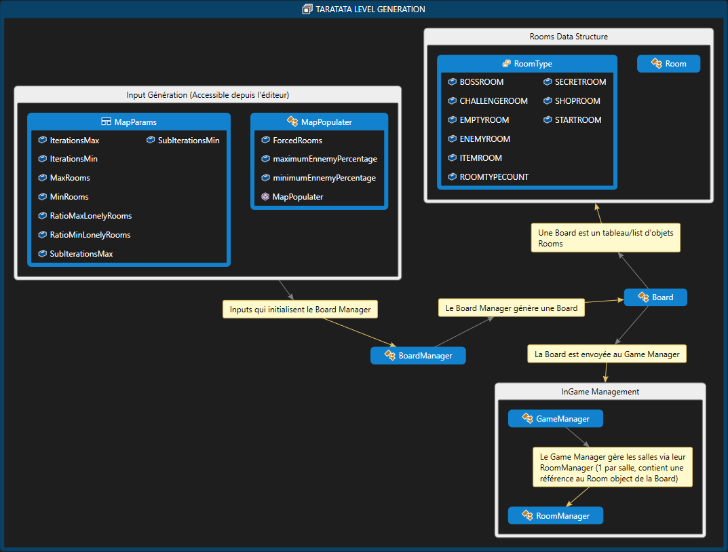 TARATATA LEVEL GENERATION
Rooms Data Structure
RoomType
BOSSROOM
CHALLENGEROOM
EMPTYROOM
ENEMYROOM
ITEMROOM
ROOMTYPECOUNT
SECRETROOM
SHOPROOM
STARTROOM
Room
Input Génération (Accessible depuis l'éditeur)
MapParams
IterationsMax
IterationsMin
MaxRooms
MinRooms
RatioMaxLonelyRooms
RatioMinLonelyRooms
SubIterationsMax
SubIterationsMin
MapPopulater
ForcedRooms
maximumEnnemyPercentage
minimumEnnemyPercentage
MapPopulater
Une Board est un tableau/list d'objets
Rooms
Inputs qui initialisent le Board Manager
Le Board Manager génère une Board
Board
BoardManager
La Board est envoyée au Game Manager
InGame Management
GameManager
Le Game Manager gère les salles via leur
RoomManager (1 par salle, contient une
référence au Room object de la Board)
RoomManager